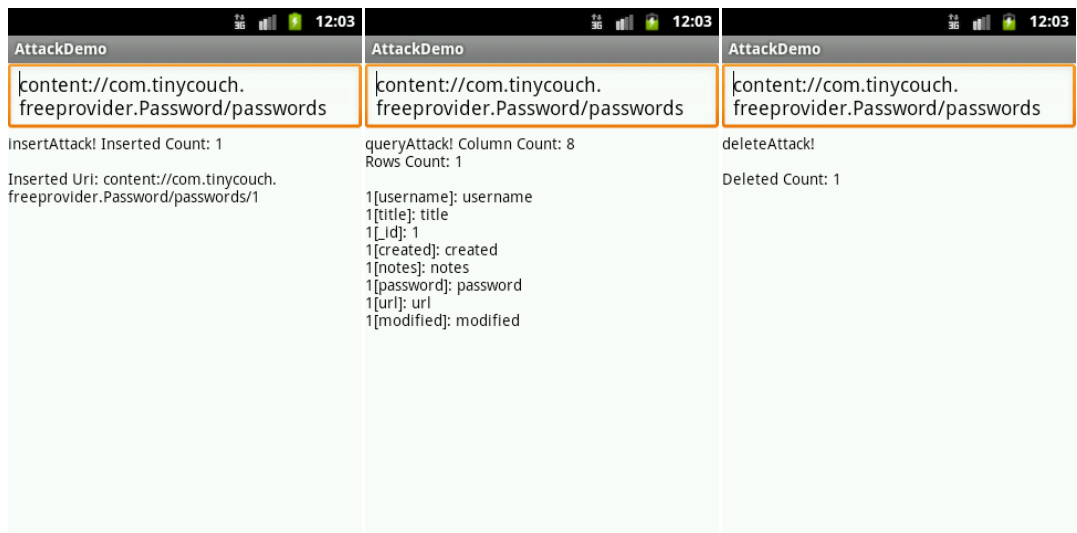 3G 12:03
AttackDemo
content://com.tinycouch.
freeprovider.Password/passwords
insertAttack! Inserted Count: 1
Inserted Uri: content://com.tinycouch.
freeprovider.Password/passwords/1
3G 12:03
AttackDemo
content://com.tinycouch.
freeprovider.Password/passwords
queryAttack! Column Count: 8
Rows Count: 1
1[username]: username
1[title]: title
1[_id]: 1
1[created]: created
1[notes]: notes
1[password]: password
1[url]: url
1[modified]: modified
3G 12:03
AttackDemo
content://com.tinycouch.
freeprovider.Password/passwords
deleteAttack!
Deleted Count: 1